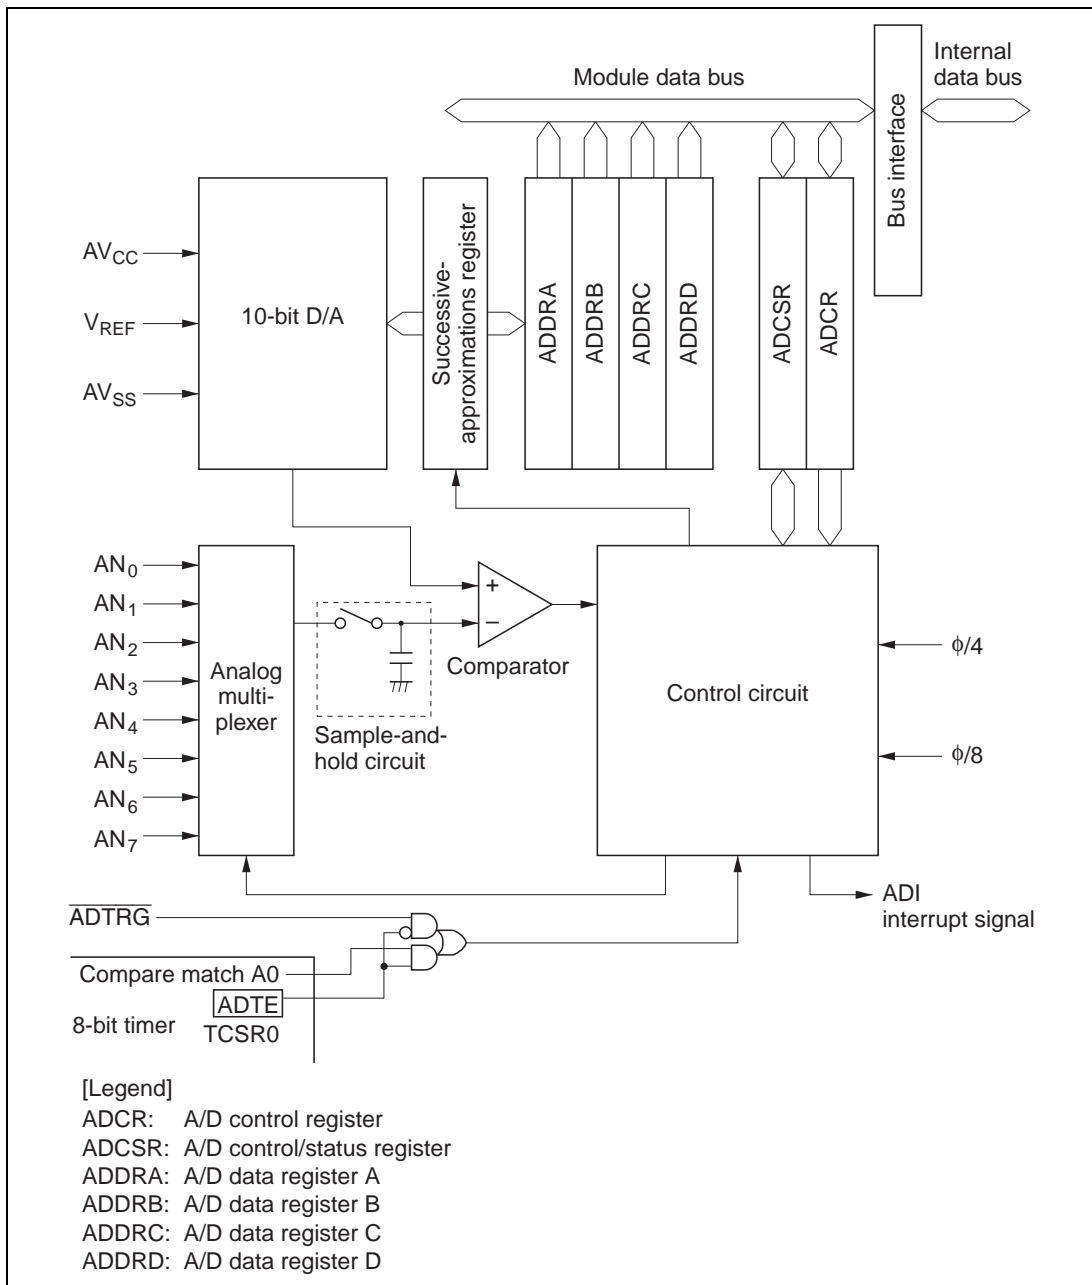 Internal
data bus
Module data bus
Bus interface
AVCC
VREF
AVSS
10-bit D/A
Successive-
approximations register
ADDRA
ADDRB
ADDRC
ADDRD
ADCSR
ADCR
AN0
AN1
AN2
AN3
AN4
AN5
AN6
AN7
Analog
multi-
plexer
Sample-and-
hold circuit
+
−
Comparator
Control circuit
ϕ/4
ϕ/8
ADI
interrupt signal
ADTRG
Compare match A0
ADTE
8-bit timer
TCSR0
[Legend]
ADCR: A/D control register
ADCSR: A/D control/status register
ADDRA: A/D data register A
ADDRB: A/D data register B
ADDRC: A/D data register C
ADDRD: A/D data register D